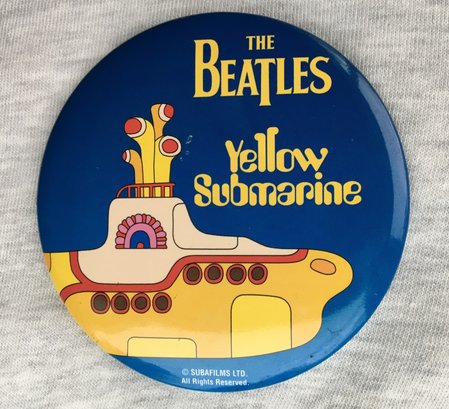 THE
BEATLES
Yellow
Submarine
© SUBAFILMS LTD.
All Rights Reserved.